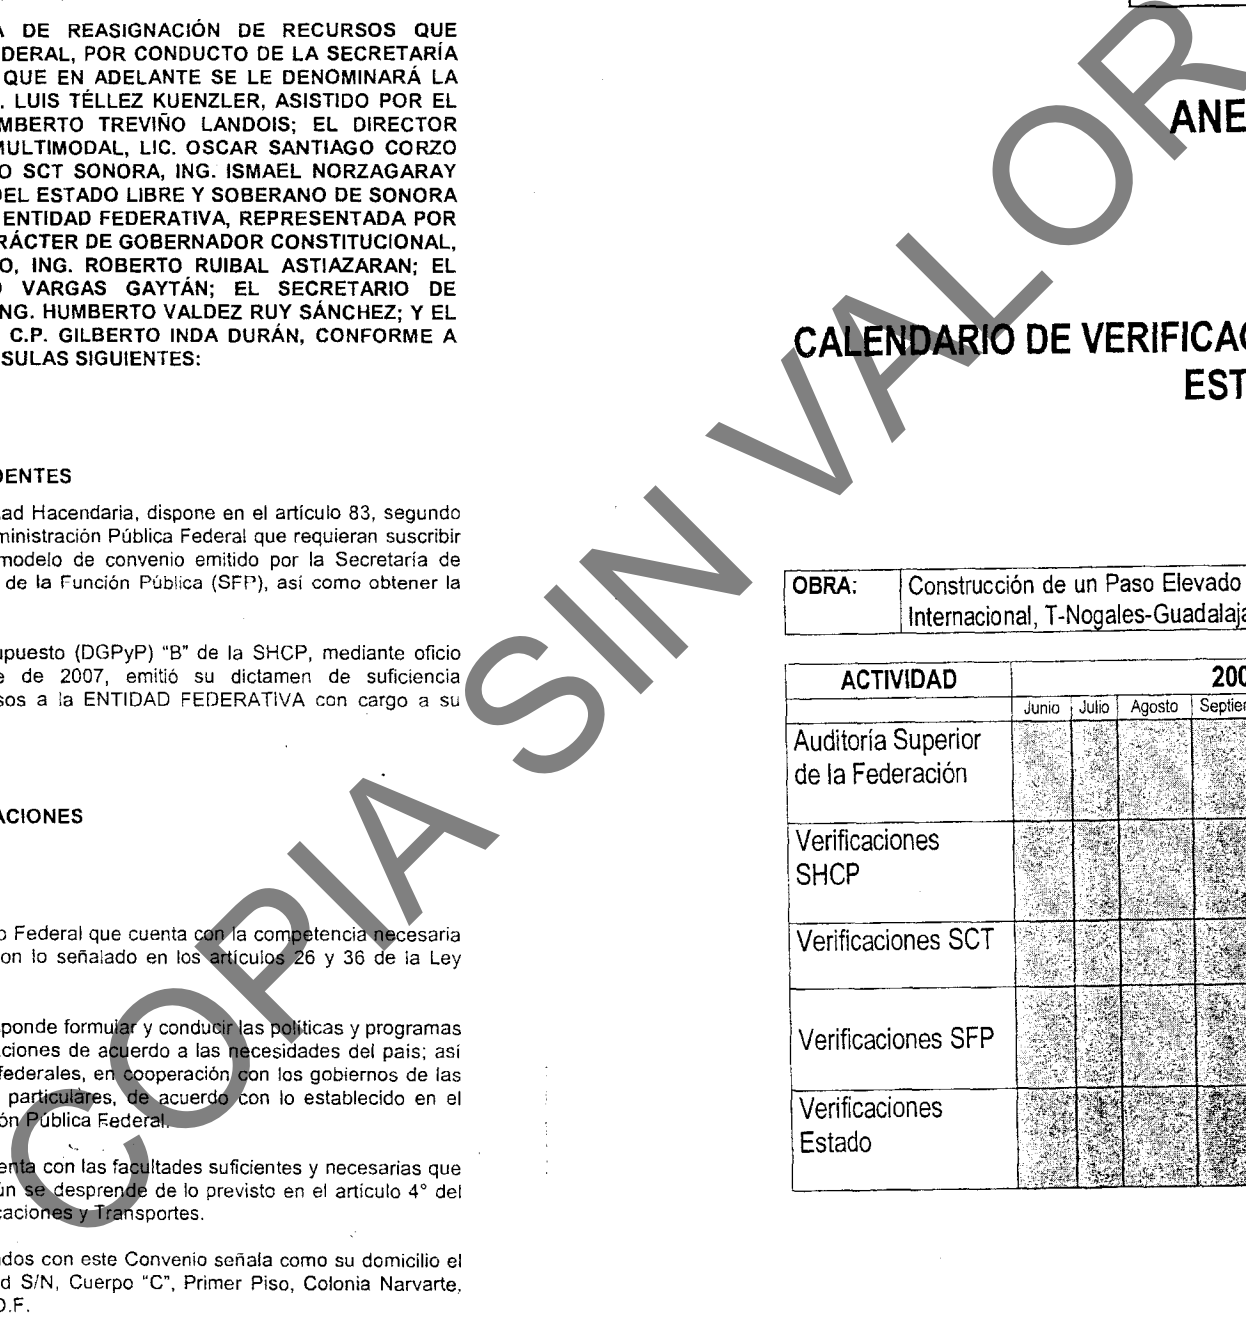 A DE REASIGNACIÓN DE RECURSOS QUE
DERAL, POR CONDUCTO DE LA SECRETARÍA
QUE EN ADELANTE SE LE DENOMINARÁ LA
. LUIS TÉLLEZ KUENZLER, ASISTIDO POR EL
MBERTO TREVIÑO LANDOIS; EL DIRECTOR
MULTIMODAL, LIC. OSCAR SANTIAGO CORZO
O SCT SONORA, ING. ISMAEL NORZAGARAY
DEL ESTADO LIBRE Y SOBERANO DE SONORA
ENTIDAD FEDERATIVA, REPRESENTADA POR
RÁCTER DE GOBERNADOR CONSTITUCIONAL,
O, ING. ROBERTO RUIBAL ASTIAZARAN; EL
O VARGAS GAYTÁN; EL SECRETARIO DE
NG. HUMBERTO VALDEZ RUY SÁNCHEZ; Y EL
C.P. GILBERTO INDA DURÁN, CONFORME A
SULAS SIGUIENTES:
DENTES
ad Hacendaria, dispone en el artículo 83, segundo
ministración Pública Federal que requieran suscribir
modelo de convenio emitido por la Secretaría de
de la Función Pública (SFP), así como obtener la
upuesto (DGPyP) “B” de la SHCP, mediante oficio
e de 2007, emitió su dictamen de suficiencia
sos a la ENTIDAD FEDERATIVA con cargo a su
ACIONES
o Federal que cuenta con la competencia necesaria
on lo señalado en los artículos 26 y 36 de la Ley
sponde formular y conducir las políticas y programas
ciones de acuerdo a las necesidades del país; así
federales, en cooperación con los gobiernos de las
particulares, de acuerdo con lo establecido en el
ón Pública Federal.
enta con las facultades suficientes y necesarias que
ún se desprende de lo previsto en el artículo 4° del
caciones y Transportes.
ados con este Convenio señala como su domicilio el
d S/N, Cuerpo “C”, Primer Piso, Colonia Narvarte,
D.F.
ANE
CALENDARIO DE VERIFICAC
EST
OBRA: Construcción de un Paso Elevado
Internacional, T-Nogales-Guadalaja
ACTIVIDAD 200
Junio Julio Agosto Septiem
Auditoría Superior
de la Federación
Verificaciones
SHCP
Verificaciones SCT
Verificaciones SFP
Verificaciones
Estado
COPIA SIN VALOR